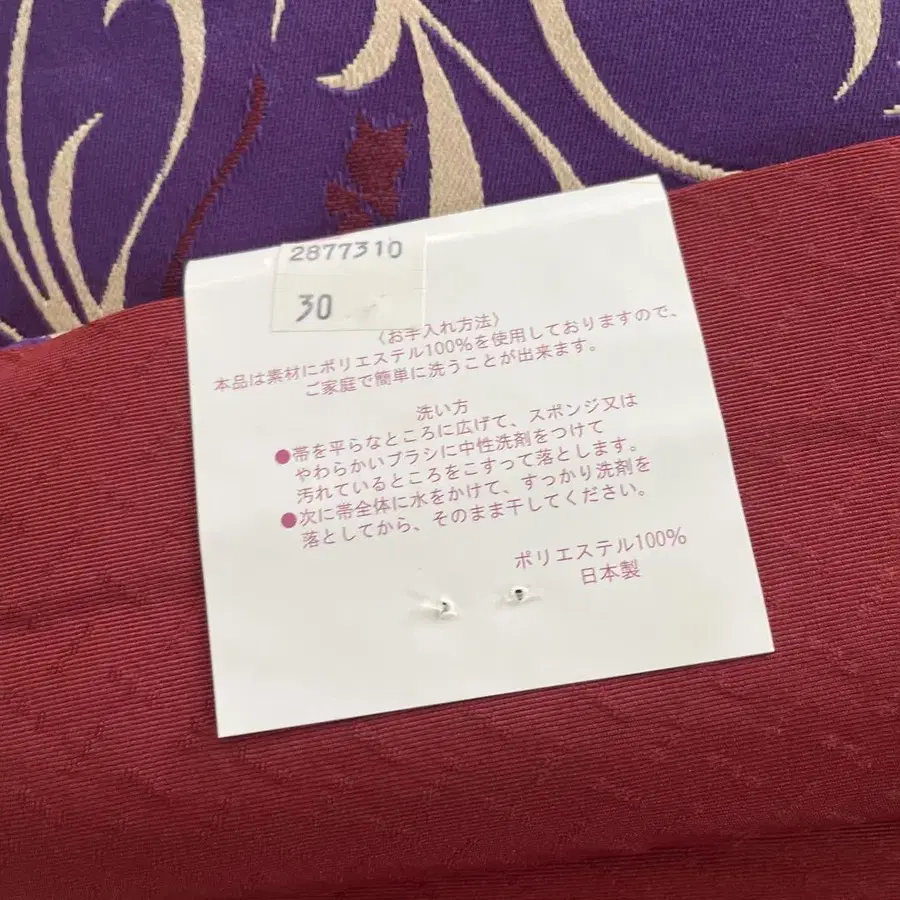 2877310
30
〈お手入れ方法〉
本品は素材にポリエステル100%を使用しておりますので、
ご家庭で簡単に洗うことが出来ます。
洗い方
●帯を平らなところに広げて、スポンジ又は
やわらかいブラシに中性洗剤をつけて
汚れているところをこすって落とします。
●次に帯全体に水をかけて、すっかり洗剤を
落としてから、そのまま干してください。
ポリエステル100%
日本製